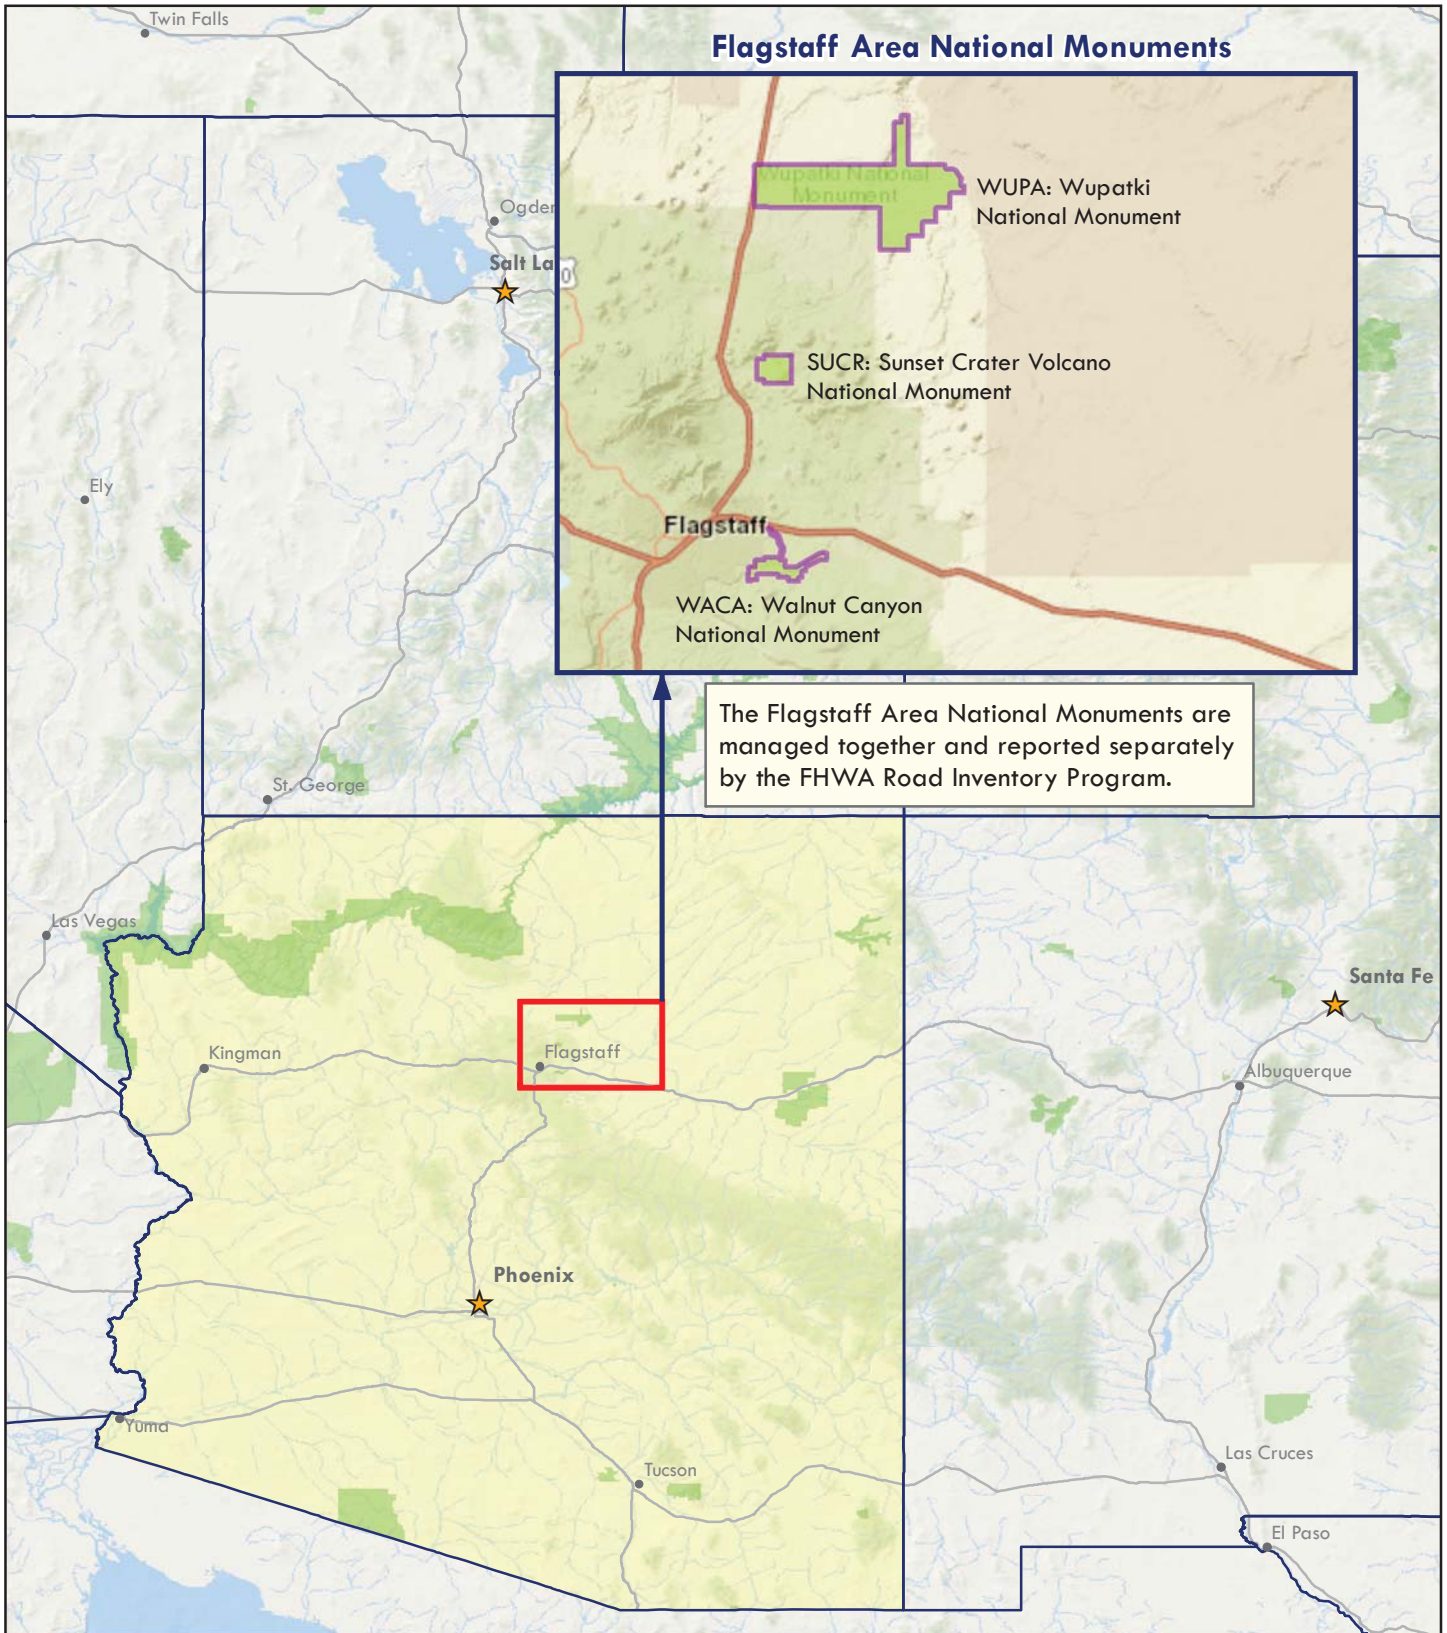 Twin Falls
Flagstaff Area National Monuments
Wupatki National
Monument
WUPA: Wupatki
National Monument
Ogden
Salt La
0
SUCR: Sunset Crater Volcano
National Monument
Ely
Flagstaff
WACA: Walnut Canyon
National Monument
The Flagstaff Area National Monuments are
managed together and reported separately
by the FHWA Road Inventory Program.
St. George
Las Vegas
Santa Fe
Kingman
Flagstaff
Albuquerque
Phoenix
Yuma
Tucson
Las Cruces
El Paso